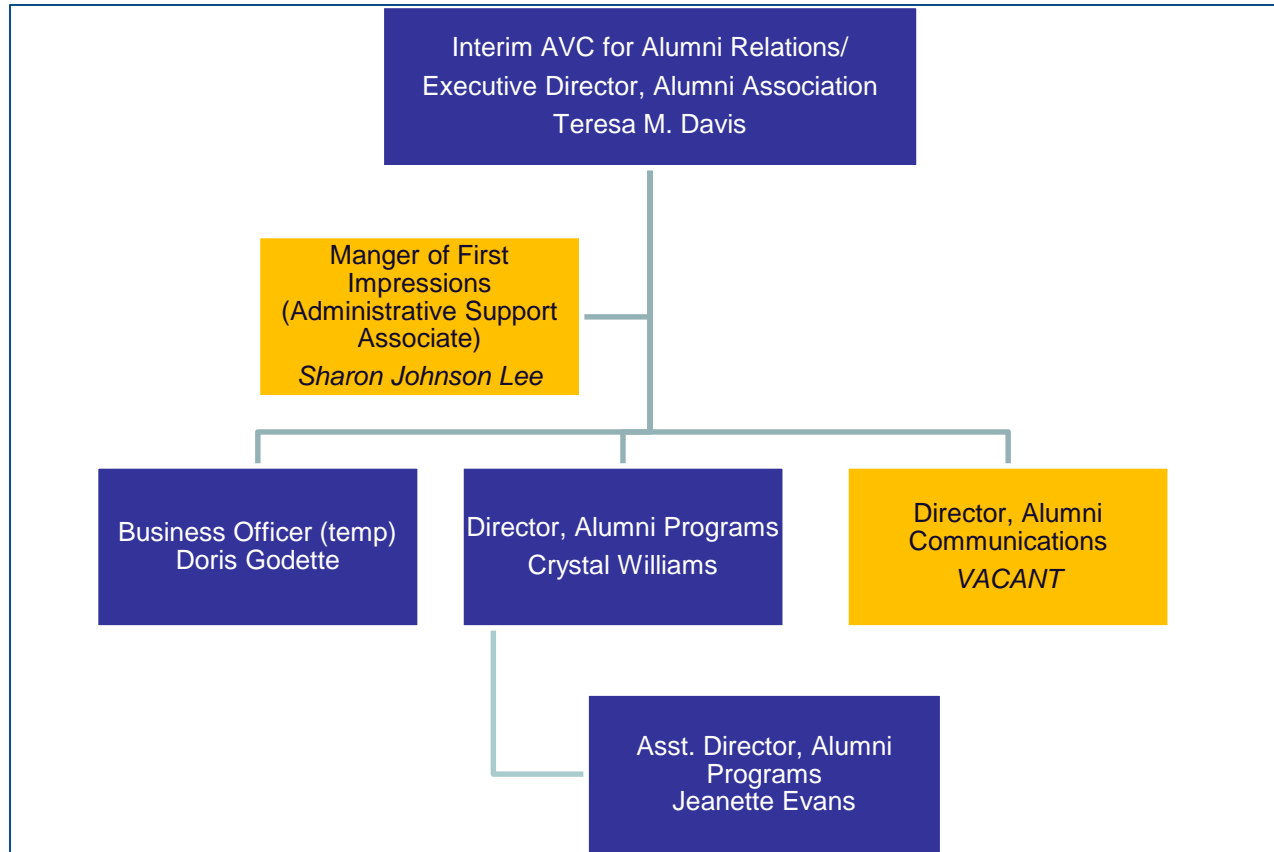 Interim AVC for Alumni Relations/
Executive Director, Alumni Association
Teresa M. Davis
Manger of First
Impressions
(Administrative Support
Associate)
Sharon Johnson Lee
Business Officer (temp)
Doris Godette
Director, Alumni Programs
Crystal Williams
Director, Alumni
Communications
VACANT
Asst. Director, Alumni
Programs
Jeanette Evans